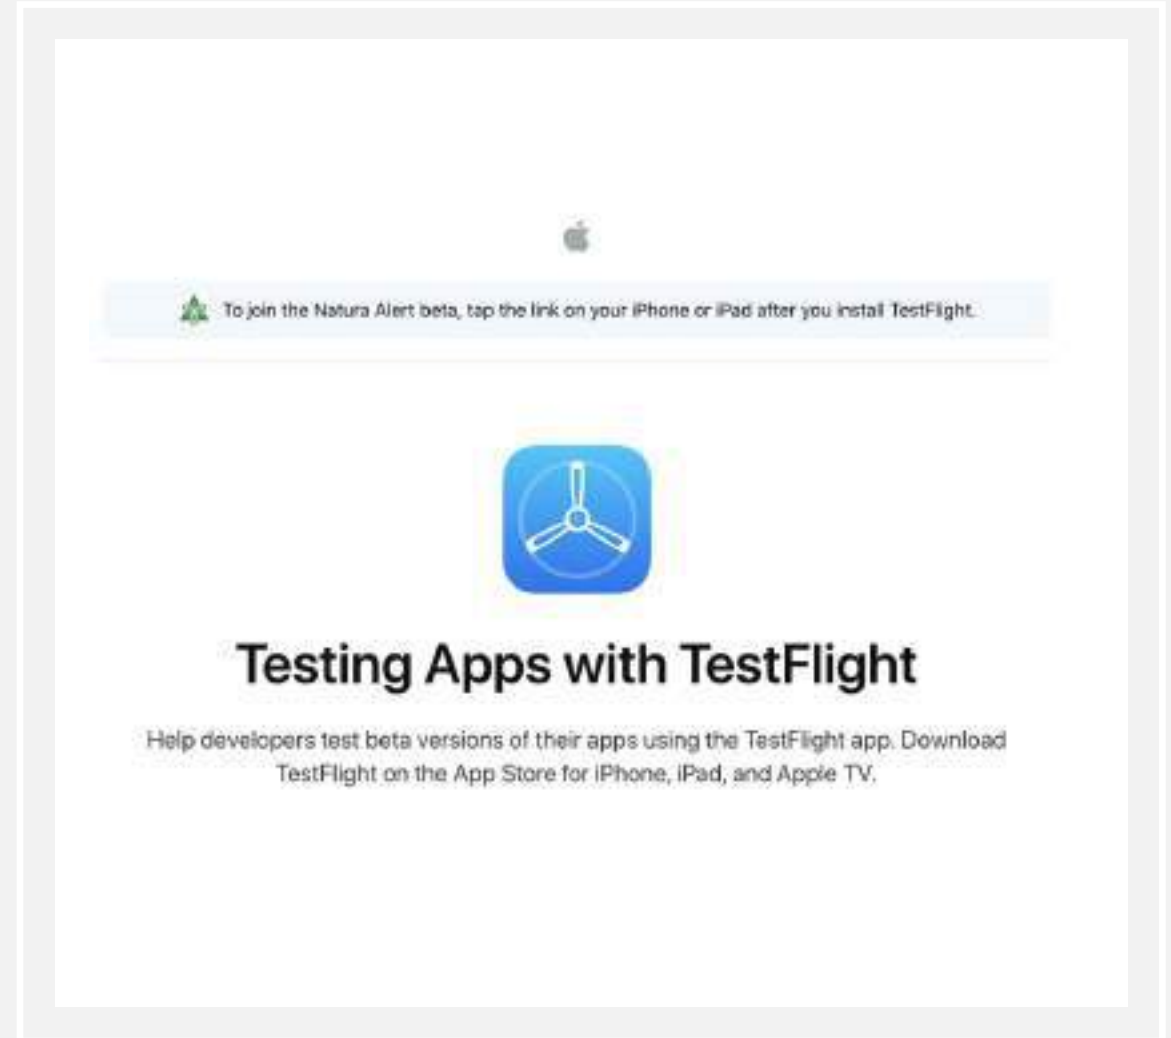 To join the Natura Alert beta, tap the link on your iPhone or iPad after you install TestFlight.
Testing Apps with TestFlight
Help developers test beta versions of their apps using the TestFlight app. Download
TestFlight on the App Store for iPhone, iPad, and Apple TV.